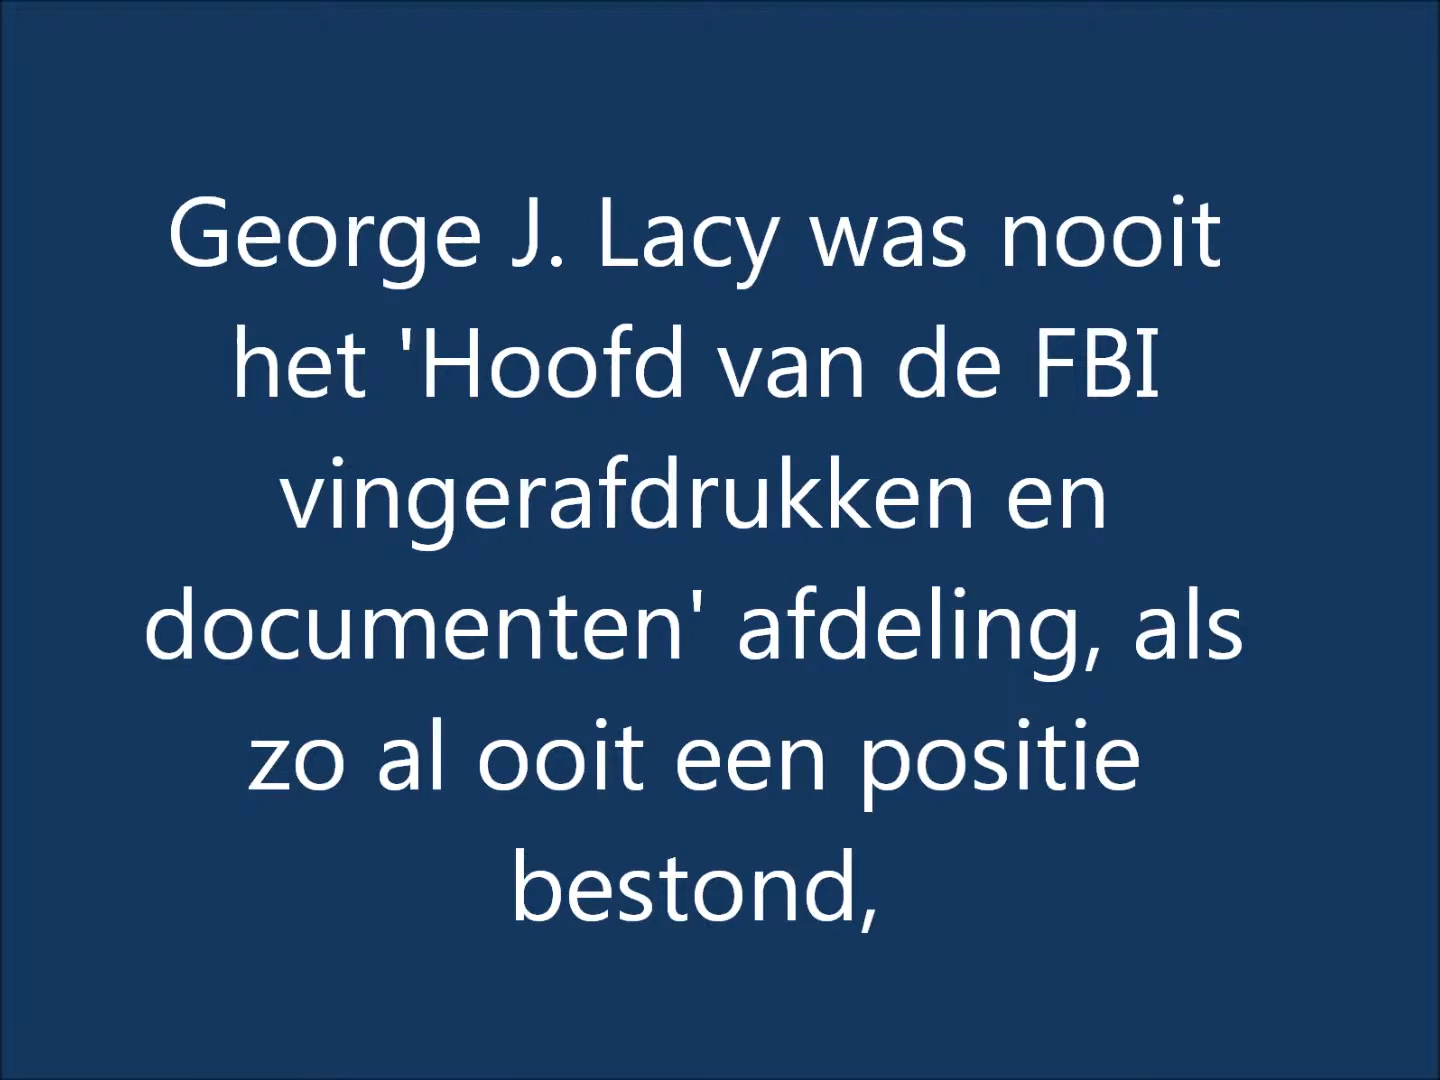 George J. Lacy was nooit
het 'Hoofd van de FBI
vingerafdrukken en
documenten' afdeling, als
zo al ooit een positie
bestond,